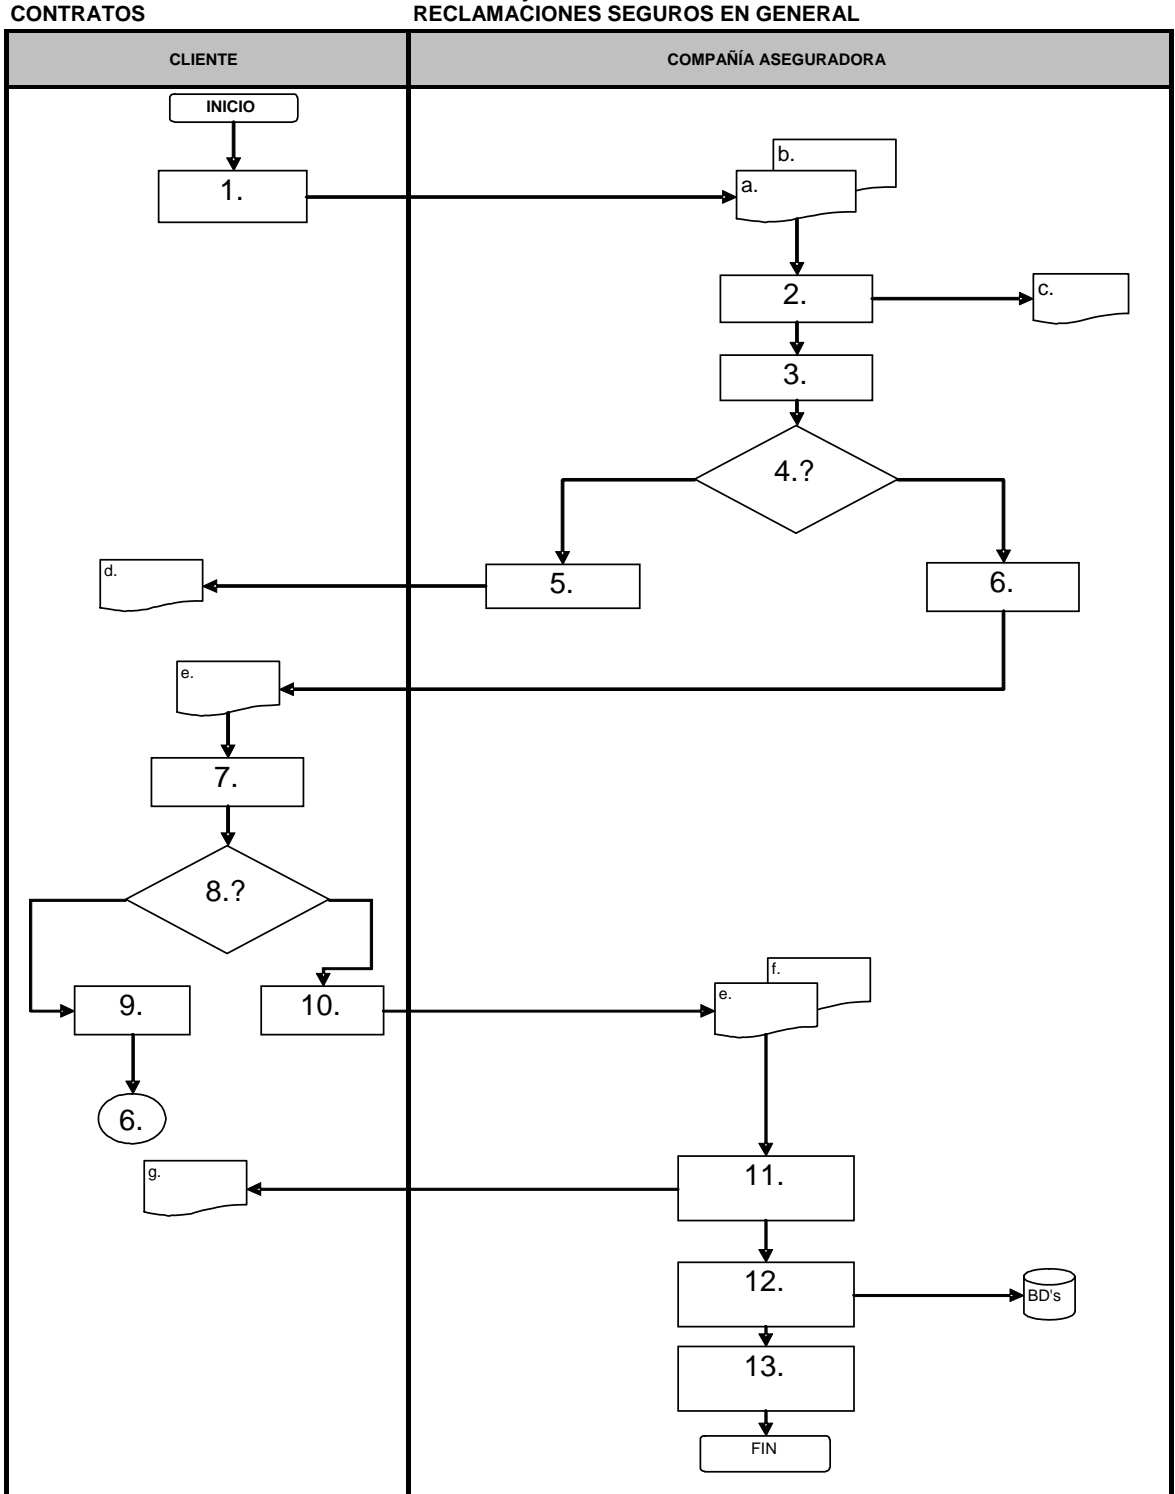 CONTRATOS
RECLAMACIONES SEGUROS EN GENERAL
CLIENTE
COMPAÑÍA ASEGURADORA
INICIO
b.
a.
1.
2.
c.
3.
4.?
d.
5.
6.
e.
7.
8.?
f.
e.
9.
10.
6.
g.
11.
12.
BD's
13.
FIN